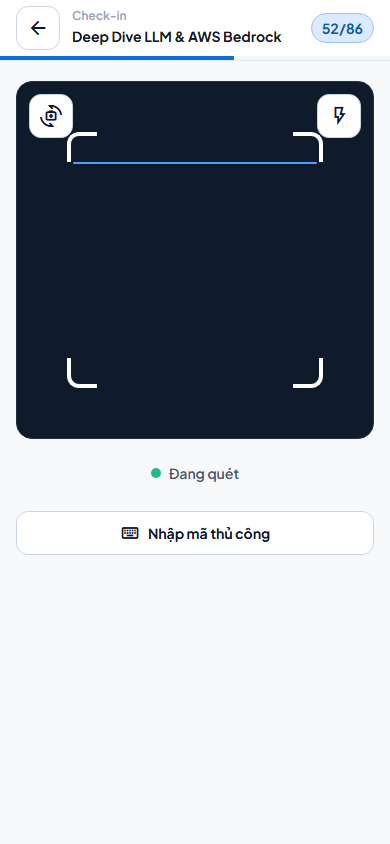 Check-in
Deep Dive LLM & AWS Bedrock
52/86
Đang quét
Nhập mã thủ công